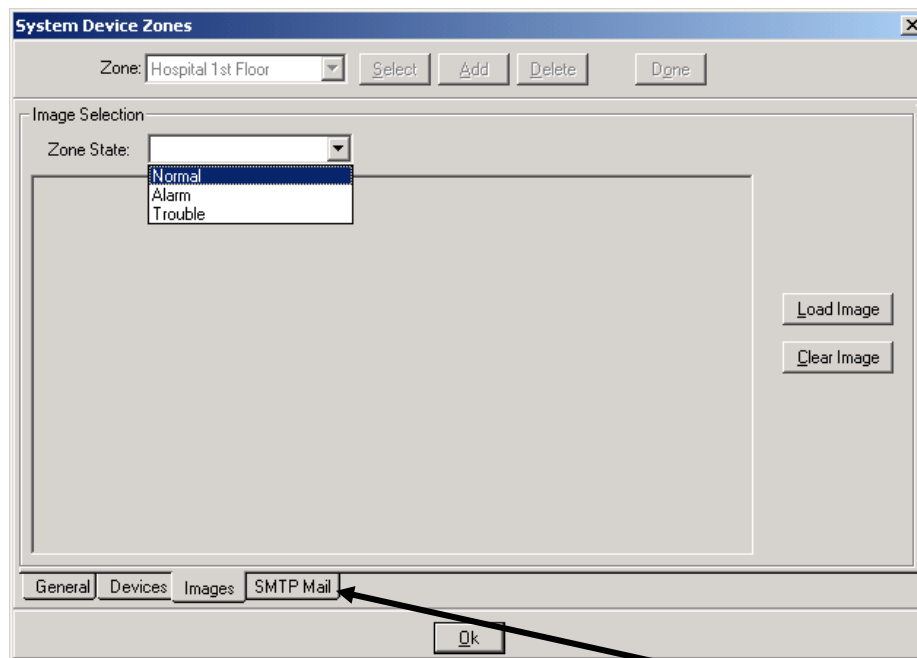 System Device Zones
Zone: Hospital 1st Floor Select Add Delete Done
Image Selection
Zone State:
Normal
Alarm
Trouble
Load Image
Clear Image
General Devices Images SMTP Mail
Ok